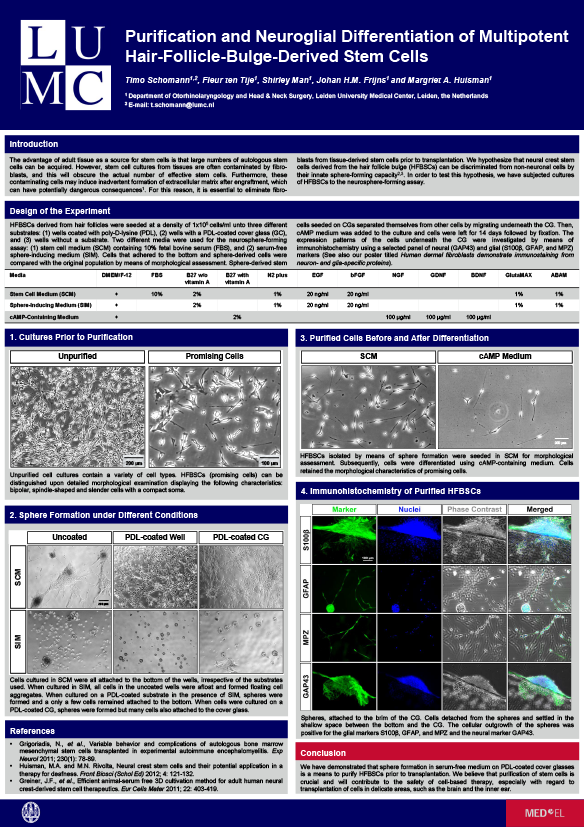 L U
M C
Purification and Neuroglial Differentiation of Multipotent
Hair-Follicle-Bulge-Derived Stem Cells
Timo Schomann1,2, Fleur ten Tije1, Shirley Man1, Johan H.M. Frijns1 and Margriet A. Huisman1
1 Department of Otorhinolaryngology and Head & Neck Surgery, Leiden University Medical Center, Leiden, the Netherlands
2 E-mail: t.schomann@lumc.nl
Introduction
The advance of adult tissue as a source for stem cells is that large numbers of autologous stem
cells can be acquired. However, stem cell cultures from tissues are often contaminated by fibro-
blasts, and this will obscure the actual number of effective stem cells. Furthermore, these
contaminating cells may induce inadvertent formation of extracellular matrix after engraftment, which
can have potentially dangerous consequences1. For this reason, it is essential to eliminate fibro-
blasts from tissue-derived stem cells prior to transplantation. We hypothesize that neural crest stem
cells derived from the hair follicle bulge (HFBSCs) can be discriminated from non-neuronal cells by
their innate sphere-forming capacity2,3. In order to test this hypothesis, we have subjected cultures
of HFBSCs to the neurosphere-forming assay.
Design of the Experiment
HFBSCs derived from hair follicles were seeded at a density of 1x105 cells/ml unto three different
substrates: (1) wells coated with poly-D-lysine (PDL), (2) wells with a PDL-coated cover glass (GC),
and (3) wells without a substrate. Two different media were used for the neurosphere-forming
assay: (1) stem cell medium (SCM) containing 10% fetal bovine serum (FBS), and (2) serum-free
sphere-inducing medium (SIM). Cells that adhered to the bottom and sphere-derived cells were
compared with the original population by means of morphological assessment. Sphere-derived stem
cells seeded on CGs separated themselves from other cells by migrating underneath the CG. Then,
cAMP medium was added to the culture and cells were left for 14 days followed by fixation. The
expression patterns of the cells underneath the CG were investigated by means of
immunohistochemistry using a selected panel of neural (GAP43) and glial (S100β, GFAP, and MPZ)
markers (See also our poster titled Human dermal fibroblasts demonstrate immunostaining from
neuron- and glia-specific proteins).
Media DMEM/F-12 FBS B27 w/o vitamin A B27 with vitamin A N2 plus EGF bFGF NGF GDNF BDNF GlutaMAX ABAM
Stem Cell Medium (SCM) + 10% 2% 1% 20 ng/ml 20 ng/ml 1% 1%
Sphere-Inducing Medium (SIM) + 2% 1% 20 ng/ml 20 ng/ml 1% 1%
cAMP-Containing Medium + 2% 100 µg/ml 100 µg/ml 100 µg/ml
1. Cultures Prior to Purification
Unpurified Promising Cells
200 µm 100 µm
Unpurified cell cultures contain a variety of cell types. HFBSCs (promising cells) can be
distinguished upon detailed morphological examination displaying the following characteristics:
bipolar, spindle-shaped and slender cells with a compact soma.
2. Sphere Formation under Different Conditions
Uncoated PDL-coated Well PDL-coated CG
SCM
SIM
Cells cultured in SCM were all attached to the bottom of the wells, irrespective of the substrates
used. When cultured in SIM, all cells in the uncoated wells were afloat and formed floating cell
aggregates. When cultured on a PDL-coated substrate in the presence of SIM, spheres were
formed and a only a few cells remained attached to the bottom. When cells were cultured on a
PDL-coated CG, spheres were formed but many cells also attached to the cover glass.
References
• Grigoriadis, N., et al., Variable behavior and complications of autologous bone marrow
mesenchymal stem cells transplanted in experimental autoimmune encephalomyelitis. Exp
Neurol 2011; 230(1): 78-89.
• Huisman, M.A. and M.N. Rivolta, Neural crest stem cells and their potential application in a
therapy for deafness. Front Biosci (Schol Ed) 2012; 4: 121-132.
• Greiner, J.F., et al., Efficient animal-serum free 3D cultivation method for adult human neural
crest-derived stem cell therapeutics. Eur Cells Mater 2011; 22: 403-419.
3. Purified Cells Before and After Differentiation
SCM cAMP Medium
HFBSCs isolated by means of sphere formation were seeded in SCM for morphological
assessment. Subsequently, cells were differentiated using cAMP-containing medium. Cells
retained the morphological characteristics of promising cells.
4. Immunohistochemistry of Purified HFBSCs
Marker Nuclei Phase Contrast Merged
S100β
GFAP
MPZ
GAP43
Spheres, attached to the brim of the CG. Cells detached from the spheres and settled in the
shallow space between the bottom and the CG. The cellular outgrowth of the spheres was
positive for the glial markers S100β, GFAP, and MPZ and the neural marker GAP43.
Conclusion
We have demonstrated that sphere formation in serum-free medium on PDL-coated cover glasses
is a means to purify HFBSCs prior to transplantation. We believe that purification of stem cells is
crucial and will contribute to the safety of cell-based therapy, especially with regard to
transplantation of cells in delicate areas, such as the brain and the inner ear.
MED EL